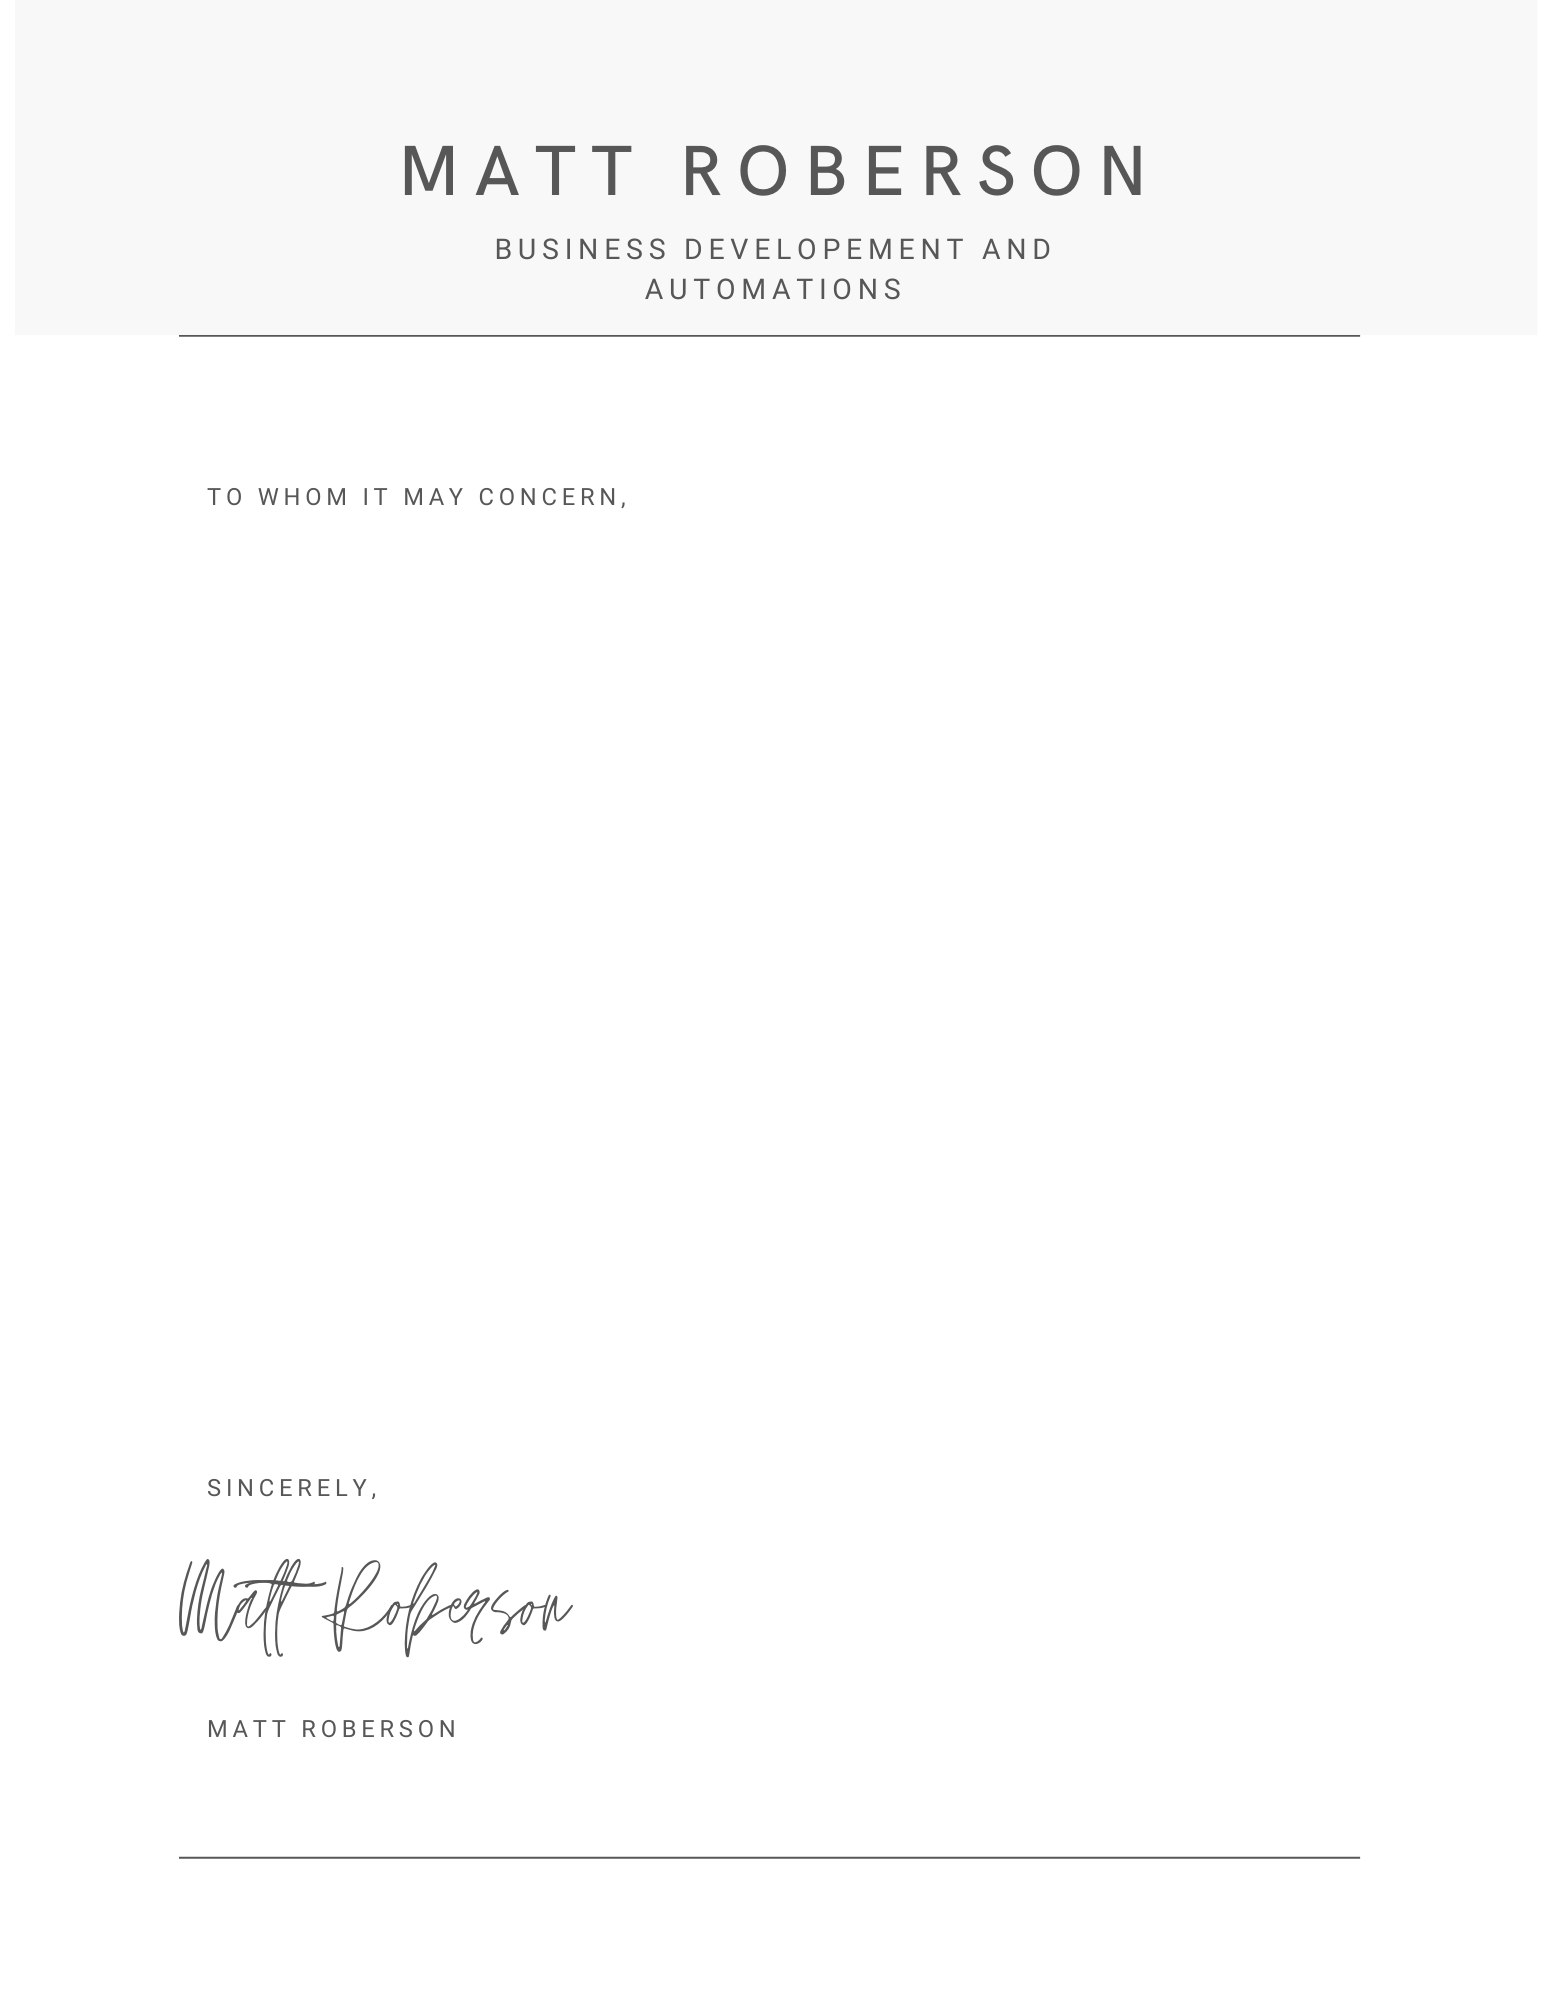 MATT ROBERSON
BUSINESS DEVELOPEMENT AND
AUTOMATIONS
TO WHOM IT MAY CONCERN,
SINCERELY,
Matt Roberson
MATT ROBERSON